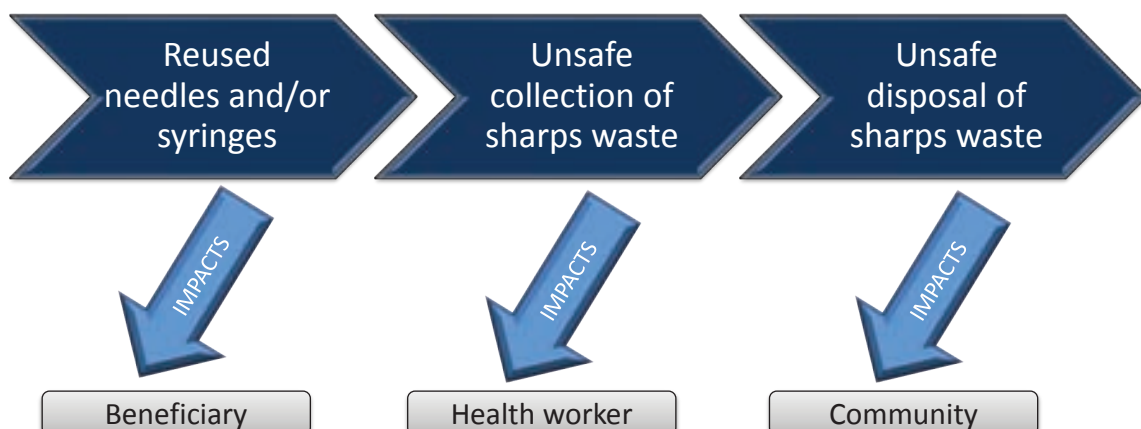 Reused
needles and/or
syringes
Unsafe
collection of
sharps waste
Unsafe
disposal of
sharps waste
IMPACTS
IMPACTS
IMPACTS
Beneficiary
Health worker
Community